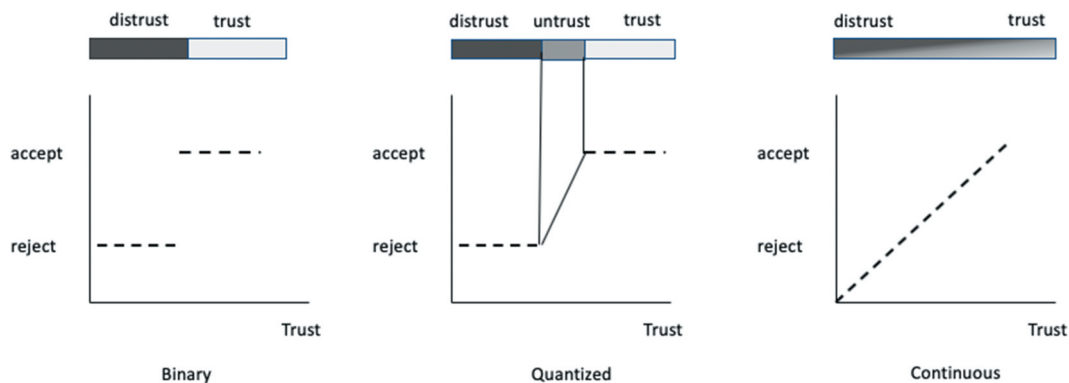 distrust trust
distrust untrust trust
distrust trust
accept
accept
accept
reject
reject
reject
Trust
Trust
Trust
Binary
Quantized
Continuous